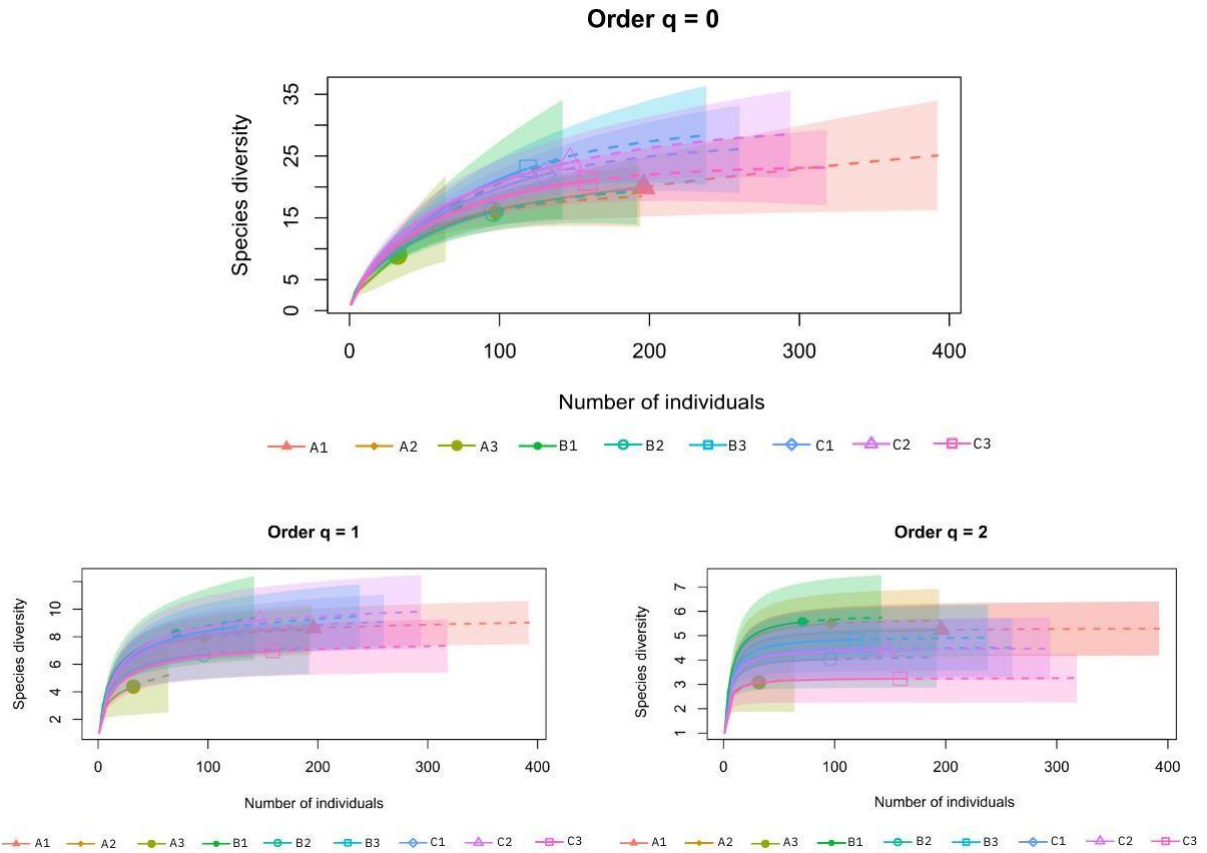 Order q = 0
Species diversity
35
25
15
5
0
0 100 200 300 400
Number of individuals
A1 A2 A3 B1 B2 B3 C1 C2 C3
Order q = 1
Species diversity
10
8
6
4
2
0 100 200 300 400
Number of individuals
A1 A2 A3 B1 B2 B3 C1 C2 C3
Order q = 2
Species diversity
7
6
5
4
3
2
1
0 100 200 300 400
Number of individuals
A1 A2 A3 B1 B2 B3 C1 C2 C3